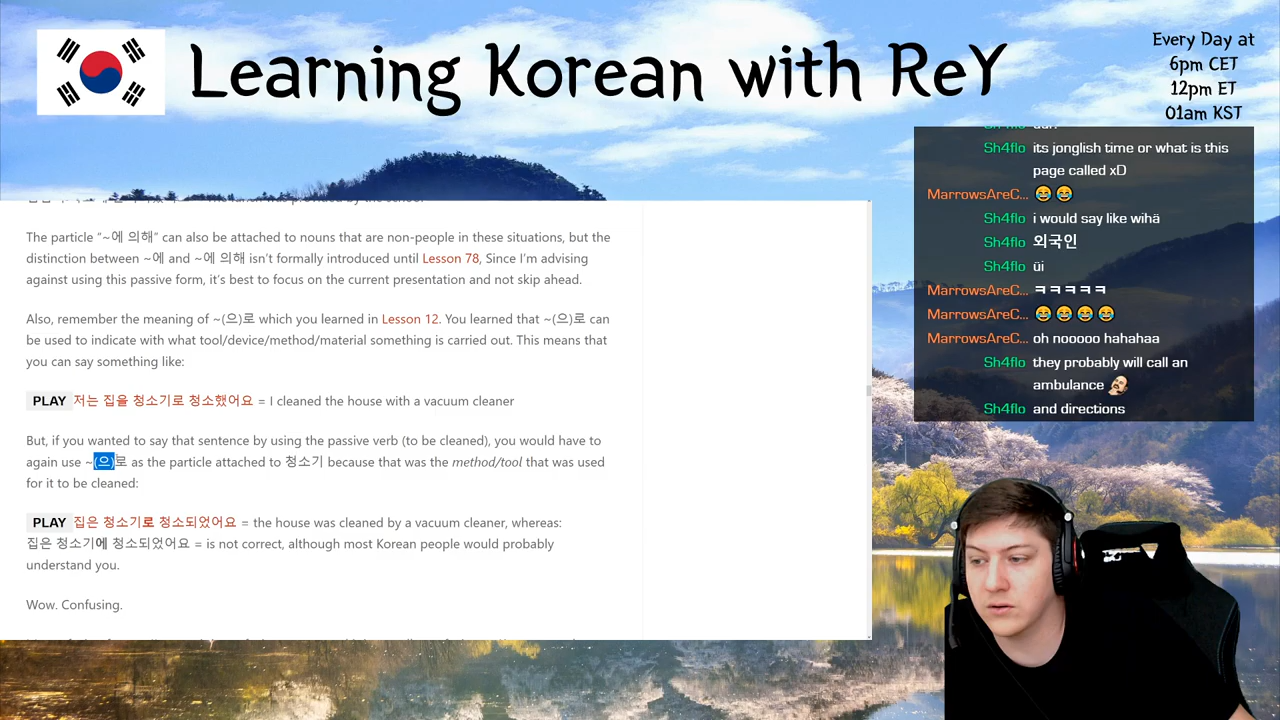 Learning Korean with ReY
Every Day at
6pm CET
12pm ET
01am KST
The particle “~에 의해” can also be attached to nouns that are non-people in these situations, but the
distinction between ~에 and ~에 의해 isn’t formally introduced until Lesson 78, Since I’m advising
against using this passive form, it’s best to focus on the current presentation and not skip ahead.
Also, remember the meaning of ~(으)로 which you learned in Lesson 12. You learned that ~(으)로 can
be used to indicate with what tool/device/method/material something is carried out. This means that
you can say something like:
PLAY 저는 집을 청소기로 청소했어요 = I cleaned the house with a vacuum cleaner
But, if you wanted to say that sentence by using the passive verb (to be cleaned), you would have to
again use ~(으)로 as the particle attached to 청소기 because that was the method/tool that was used
for it to be cleaned:
PLAY 집은 청소기로 청소되었어요 = the house was cleaned by a vacuum cleaner, whereas:
집은 청소기에 청소되었어요 = is not correct, although most Korean people would probably
understand you.
Wow. Confusing.
Sh4flo its jonglish time or what is this
page called xD
MarrowsAreC... 😂 😂
Sh4flo i would say like wihä
Sh4flo 외국인
Sh4flo üi
MarrowsAreC... ㅋㅋㅋㅋㅋ
MarrowsAreC... 😂 😂 😂 😂
MarrowsAreC... oh nooooo hahahaa
Sh4flo they probably will call an
ambulance
Sh4flo and directions